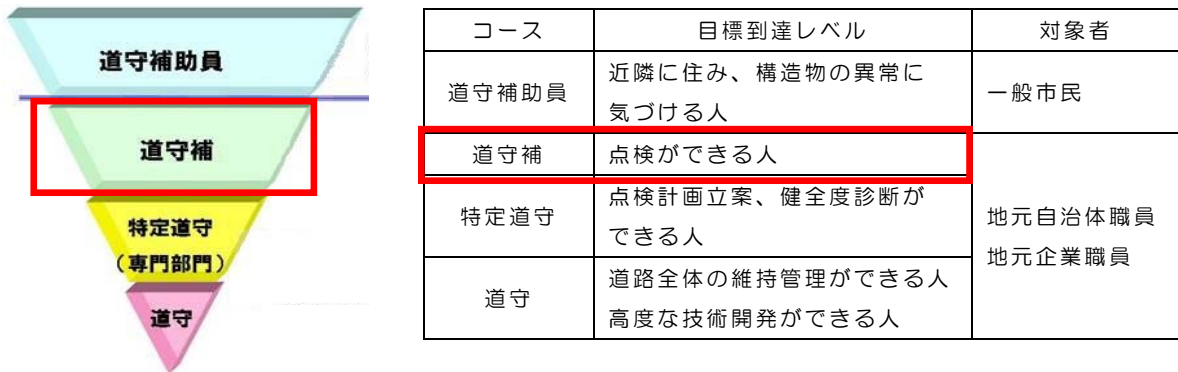 道守補助員
道守補
特定道守
（専門部門）
道守
コース 目標到達レベル 対象者
道守補助員 近隣に住み、構造物の異常に
気づける人
一般市民
道守補 点検ができる人
特定道守 点検計画立案、健全度診断が
できる人
地元自治体職員
地元企業職員
道守 道路全体の維持管理ができる人
高度な技術開発ができる人